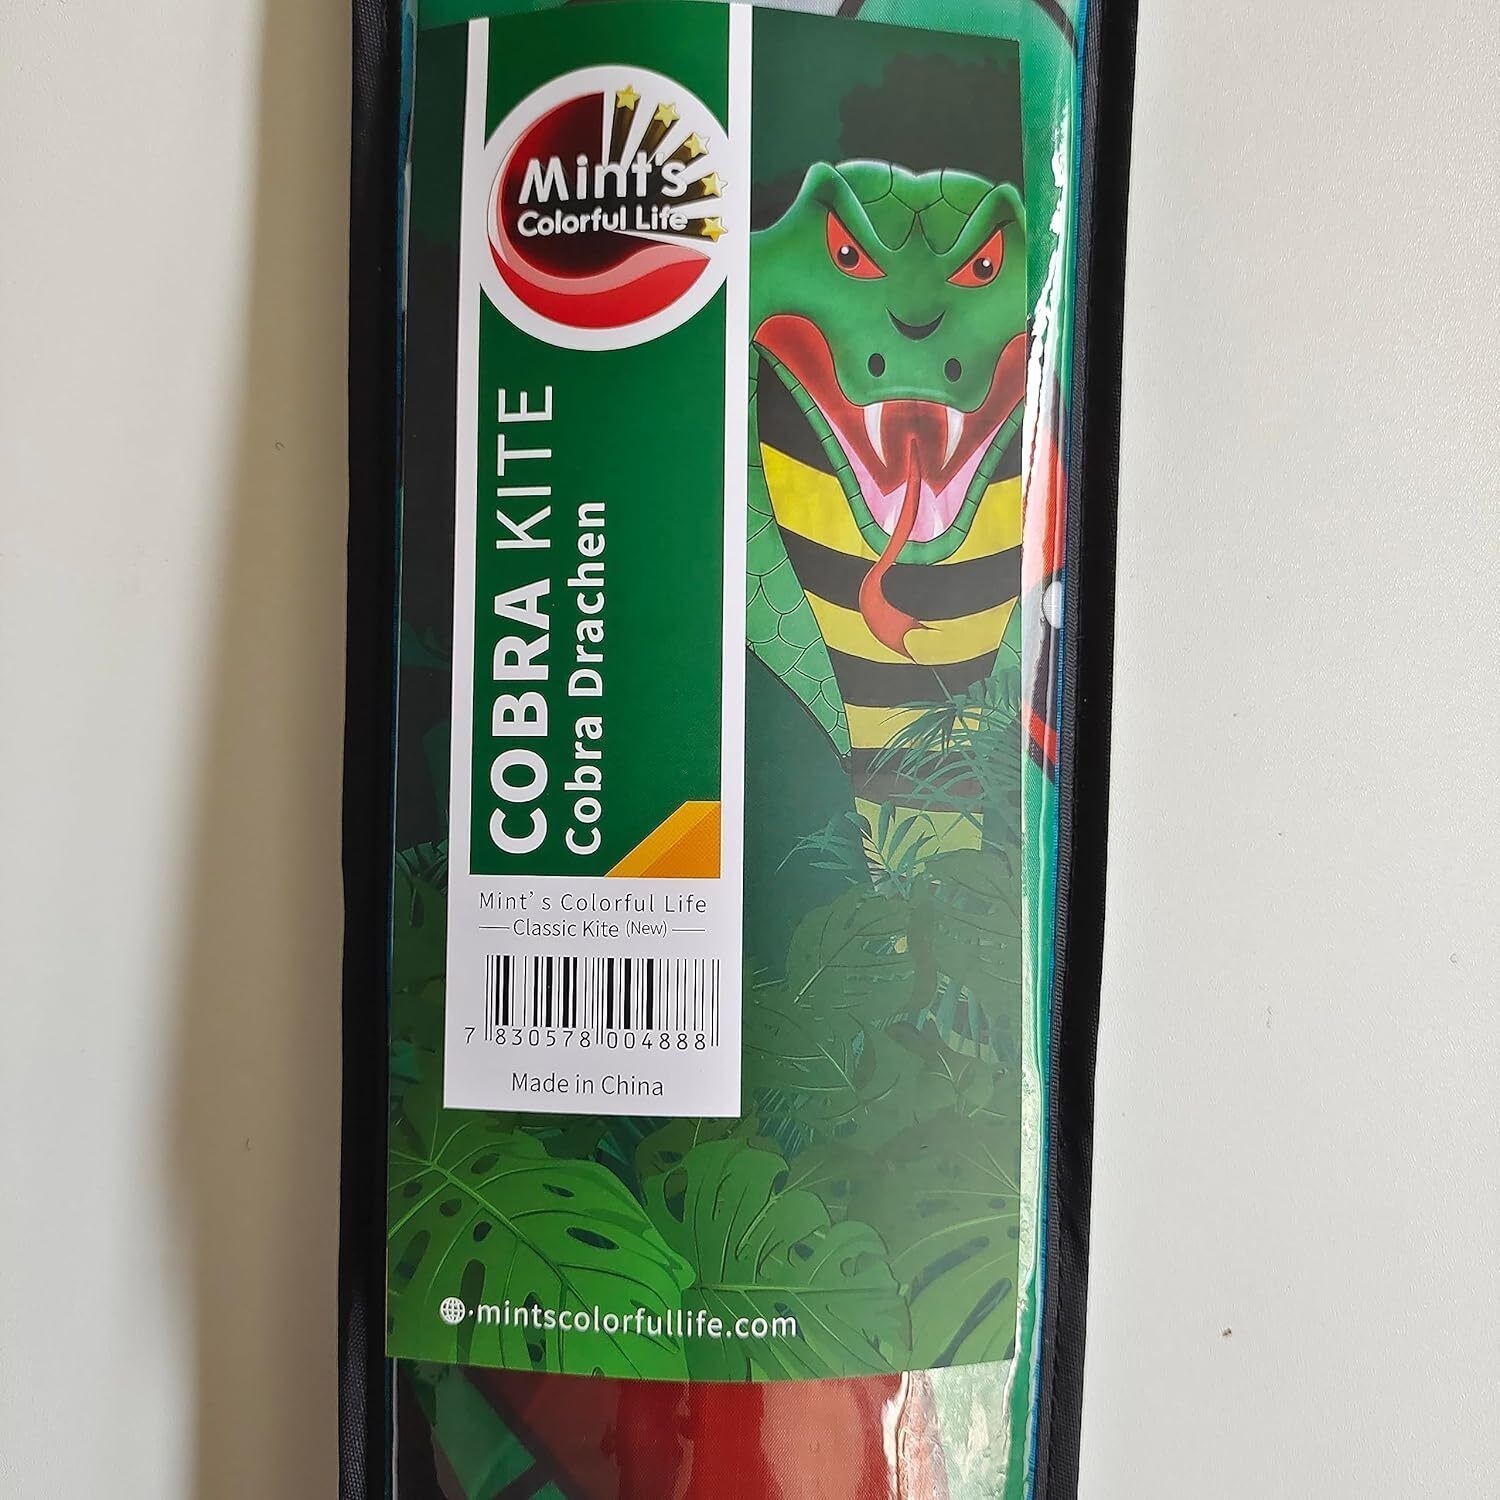 Mint's
Colorful Life
COBRA KITE
Cobra Drachen
Mint's Colorful Life
Classic Kite (New)
7 830578 004888
Made in China
mintscolorfullife.com